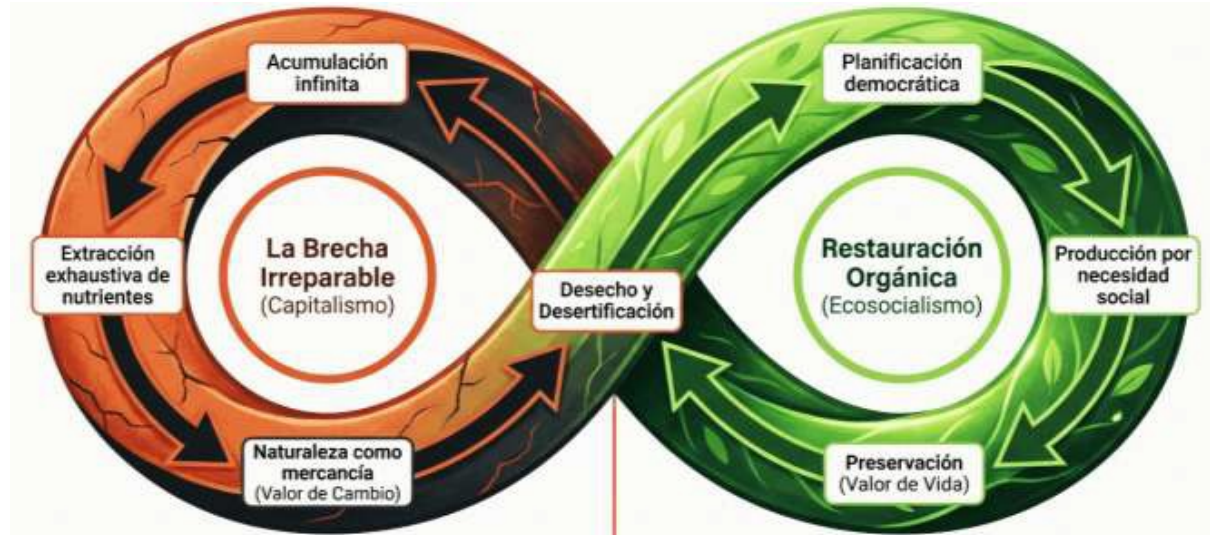 Acumulación
infinita
Extracción
exhaustiva de
nutrientes
La Brecha
Irreparable
(Capitalismo)
Naturaleza como
mercancía
(Valor de Cambio)
Desecho y
Desertificación
Planificación
democrática
Restauración
Orgánica
(Ecosocialismo)
Producción por
necesidad
social
Preservación
(Valor de Vida)